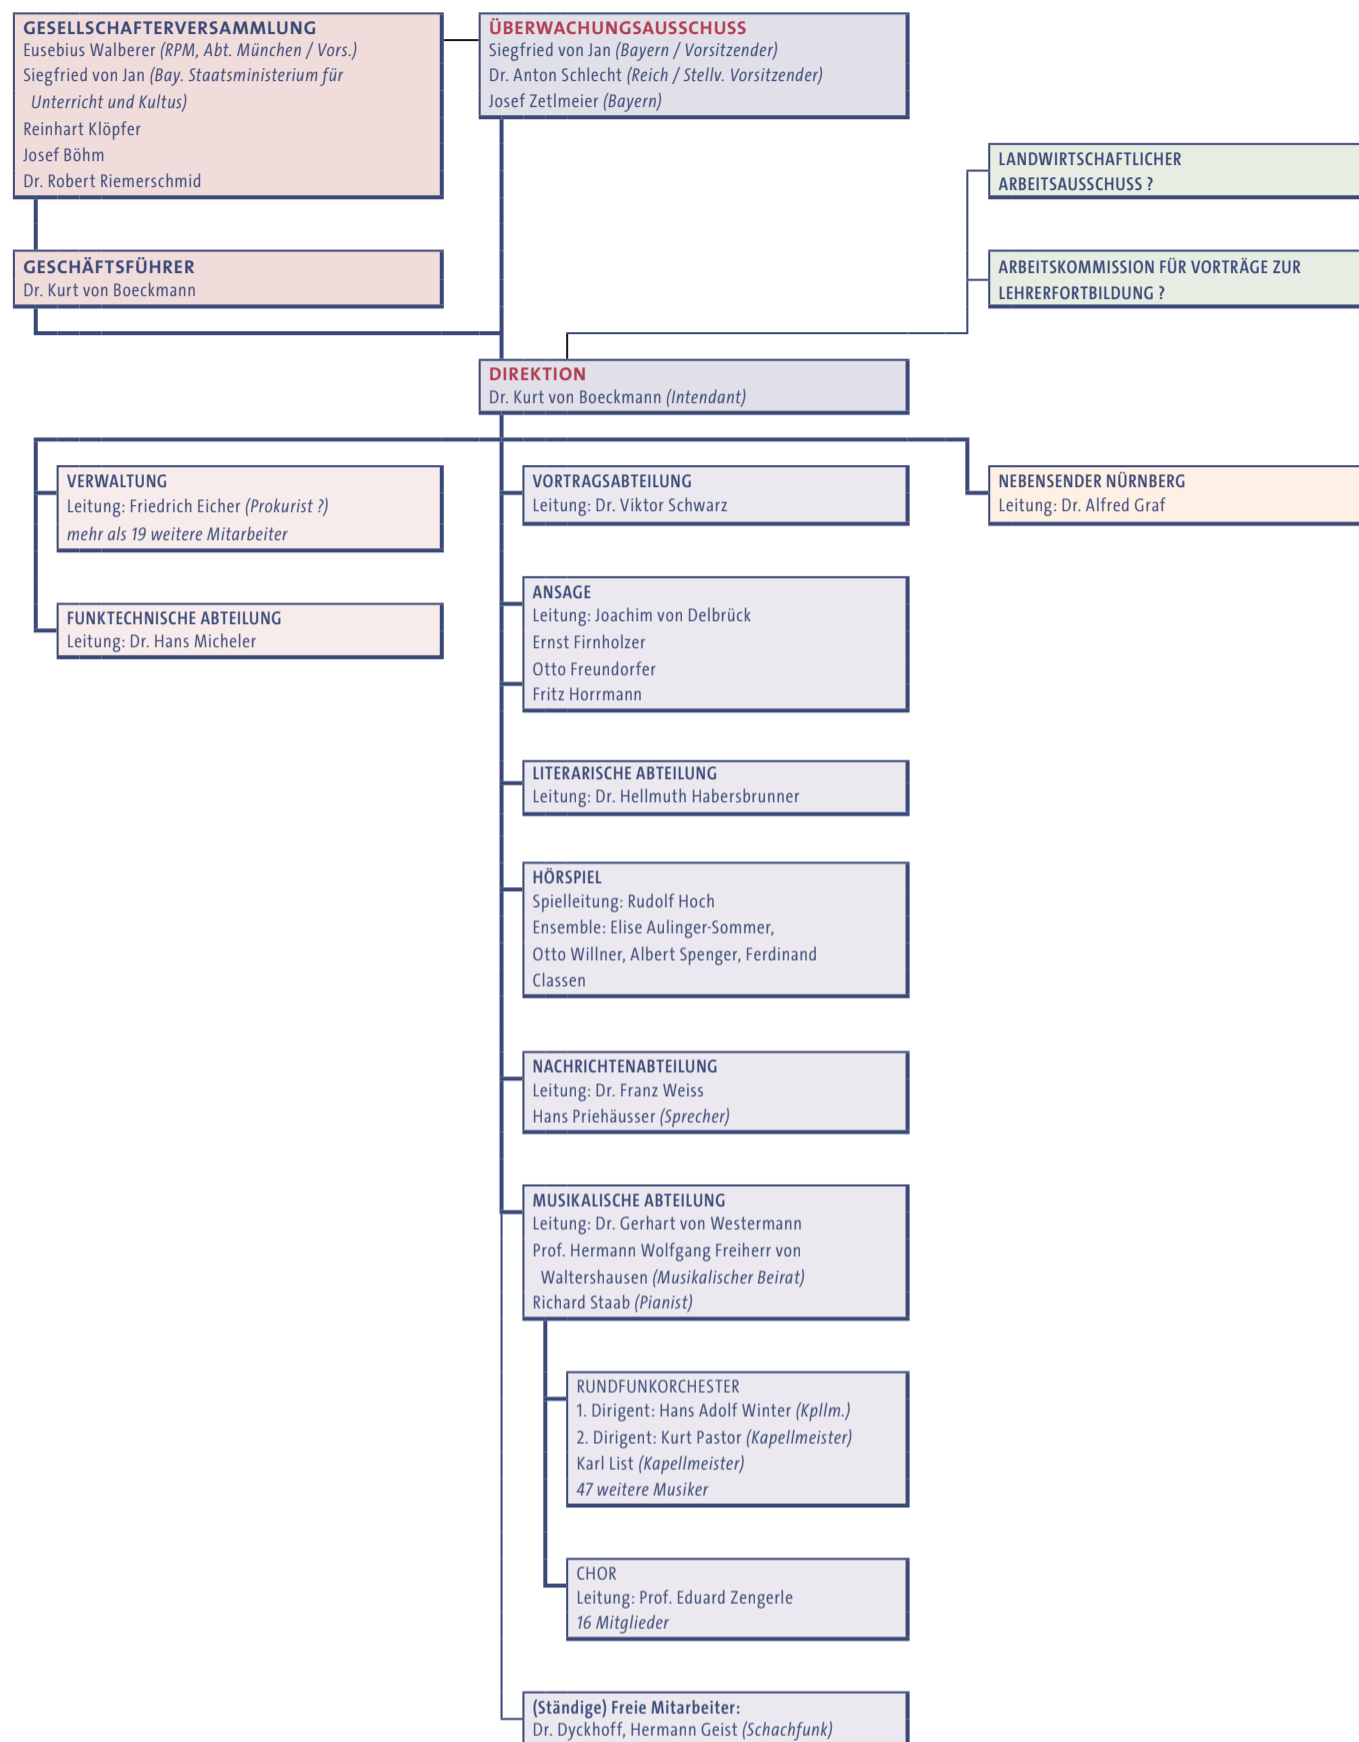 GESELLSCHAFTERVERSAMMLUNG
Eusebius Walberer (RPM, Abt. München / Vors.)
Siegfried von Jan (Bay. Staatsministerium für
Unterricht und Kultus)
Reinhart Klöpfer
Josef Böhm
Dr. Robert Riemerschmid
ÜBERWACHUNGSAUSSCHUSS
Siegfried von Jan (Bayern / Vorsitzender)
Dr. Anton Schlecht (Reich / Stellv. Vorsitzender)
Josef Zetlmeier (Bayern)
LANDWIRTSCHAFTLICHER
ARBEITSAUSSCHUSS ?
GESCHÄFTSFÜHRER
Dr. Kurt von Boeckmann
ARBEITSKOMMISSION FÜR VORTRÄGE ZUR
LEHRERFORTBILDUNG ?
DIREKTION
Dr. Kurt von Boeckmann (Intendant)
VERWALTUNG
Leitung: Friedrich Eicher (Prokurist ?)
mehr als 19 weitere Mitarbeiter
FUNKTECHNISCHE ABTEILUNG
Leitung: Dr. Hans Micheler
VORTRAGSABTEILUNG
Leitung: Dr. Viktor Schwarz
NEBENSENDER NÜRNBERG
Leitung: Dr. Alfred Graf
ANSAGE
Leitung: Joachim von Delbrück
Ernst Firnholzer
Otto Freundorfer
Fritz Horrmann
LITERARISCHE ABTEILUNG
Leitung: Dr. Hellmuth Habersbrunner
HÖRSPIEL
Spielleitung: Rudolf Hoch
Ensemble: Elise Aulinger-Sommer,
Otto Willner, Albert Spenger, Ferdinand
Classen
NACHRICHTENABTEILUNG
Leitung: Dr. Franz Weiss
Hans Priehäusser (Sprecher)
MUSIKALISCHE ABTEILUNG
Leitung: Dr. Gerhart von Westermann
Prof. Hermann Wolfgang Freiherr von
Waltershausen (Musikalischer Beirat)
Richard Staab (Pianist)
RUNDFUNKORCHESTER
1. Dirigent: Hans Adolf Winter (Kpllm.)
2. Dirigent: Kurt Pastor (Kapellmeister)
Karl List (Kapellmeister)
47 weitere Musiker
CHOR
Leitung: Prof. Eduard Zengerle
16 Mitglieder
(Ständige) Freie Mitarbeiter:
Dr. Dyckhoff, Hermann Geist (Schachfunk)